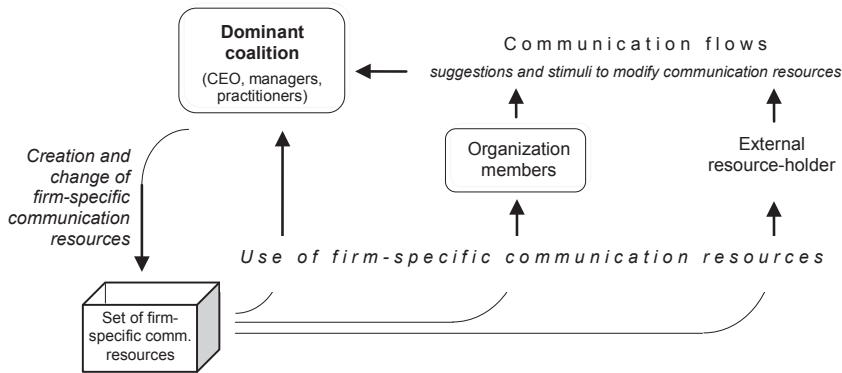 Dominant
coalition
(CEO, managers,
practitioners)
Communication flows
suggestions and stimuli to modify communication resources
Organization
members
External
resource-holder
Creation and
change of
firm-specific
communication
resources
Use of firm-specific communication resources
Set of firm-
specific comm.
resources